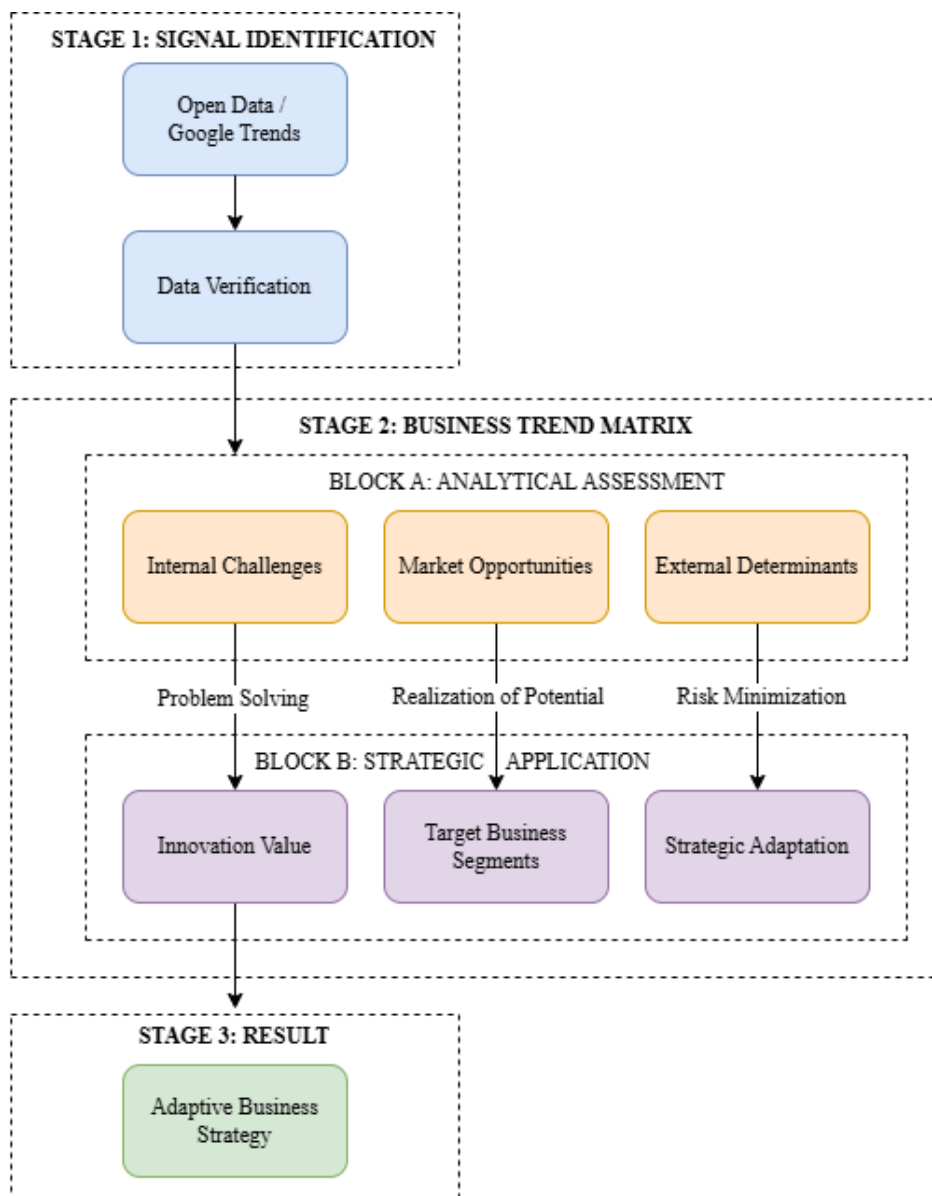 STAGE 1: SIGNAL IDENTIFICATION
Open Data /
Google Trends
Data Verification
STAGE 2: BUSINESS TREND MATRIX
BLOCK A: ANALYTICAL ASSESSMENT
Internal Challenges
Market Opportunities
External Determinants
Problem Solving
Realization of Potential
Risk Minimization
BLOCK B: STRATEGIC APPLICATION
Innovation Value
Target Business
Segments
Strategic Adaptation
STAGE 3: RESULT
Adaptive Business
Strategy